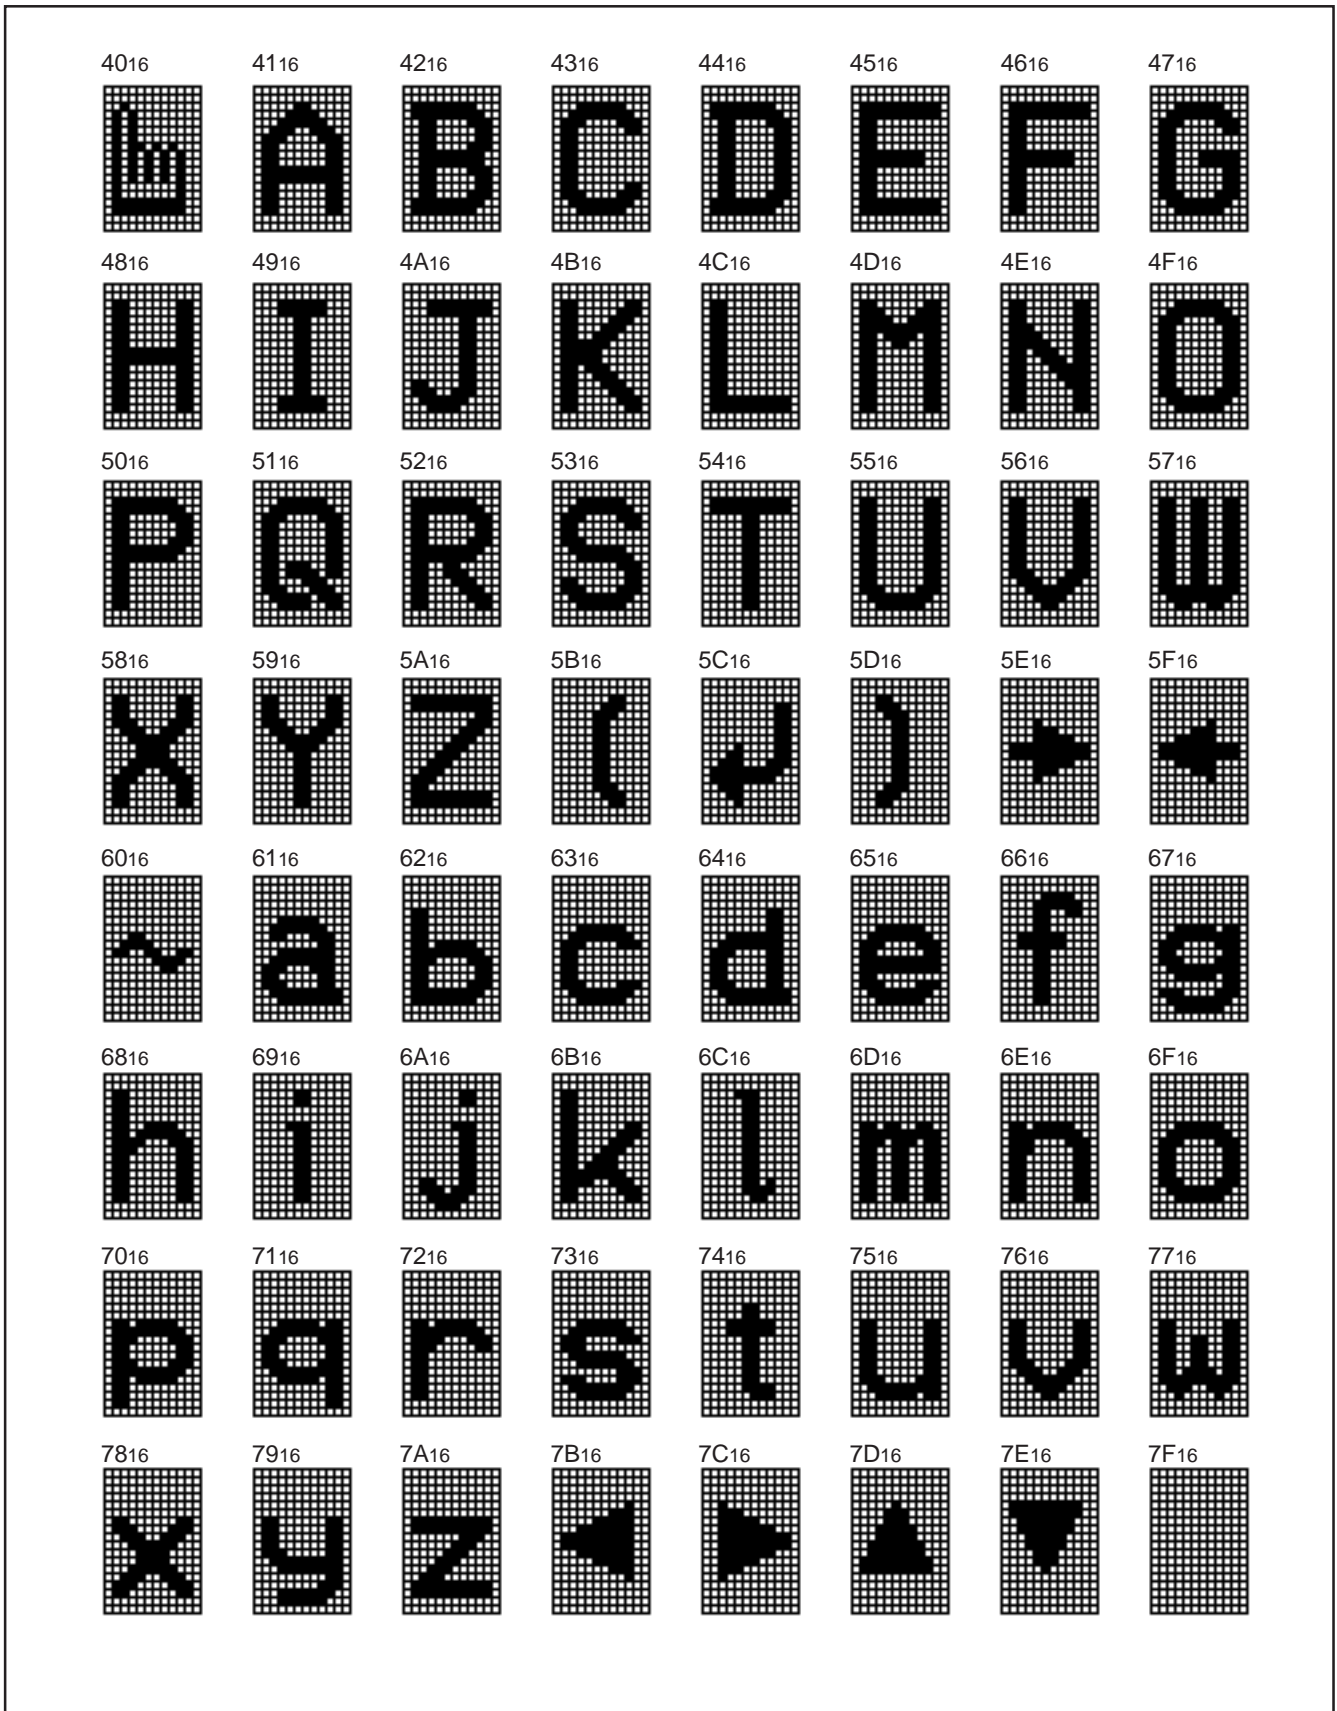 40₁₆ 41₁₆ 42₁₆ 43₁₆ 44₁₆ 45₁₆ 46₁₆ 47₁₆
A B C D E F G
48₁₆ 49₁₆ 4A₁₆ 4B₁₆ 4C₁₆ 4D₁₆ 4E₁₆ 4F₁₆
H I J K L M N O
50₁₆ 51₁₆ 52₁₆ 53₁₆ 54₁₆ 55₁₆ 56₁₆ 57₁₆
P Q R S T U V W
58₁₆ 59₁₆ 5A₁₆ 5B₁₆ 5C₁₆ 5D₁₆ 5E₁₆ 5F₁₆
X Y Z ( ↲ ) → ←
60₁₆ 61₁₆ 62₁₆ 63₁₆ 64₁₆ 65₁₆ 66₁₆ 67₁₆
~ a b c d e f g
68₁₆ 69₁₆ 6A₁₆ 6B₁₆ 6C₁₆ 6D₁₆ 6E₁₆ 6F₁₆
h i j k l m n o
70₁₆ 71₁₆ 72₁₆ 73₁₆ 74₁₆ 75₁₆ 76₁₆ 77₁₆
p q r s t u v w
78₁₆ 79₁₆ 7A₁₆ 7B₁₆ 7C₁₆ 7D₁₆ 7E₁₆ 7F₁₆
x y z ◀ ▶ ▲ ▼